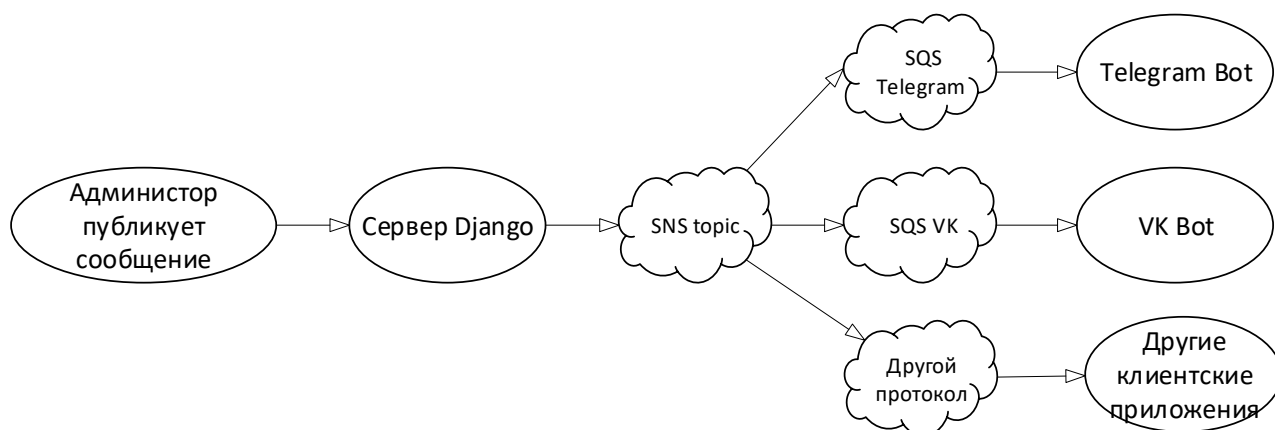 Администор
публикует
сообщение
Сервер Django
SNS topic
SQS
Telegram
Telegram Bot
SQS VK
VK Bot
Другой
протокол
Другие
клиентские
приложения